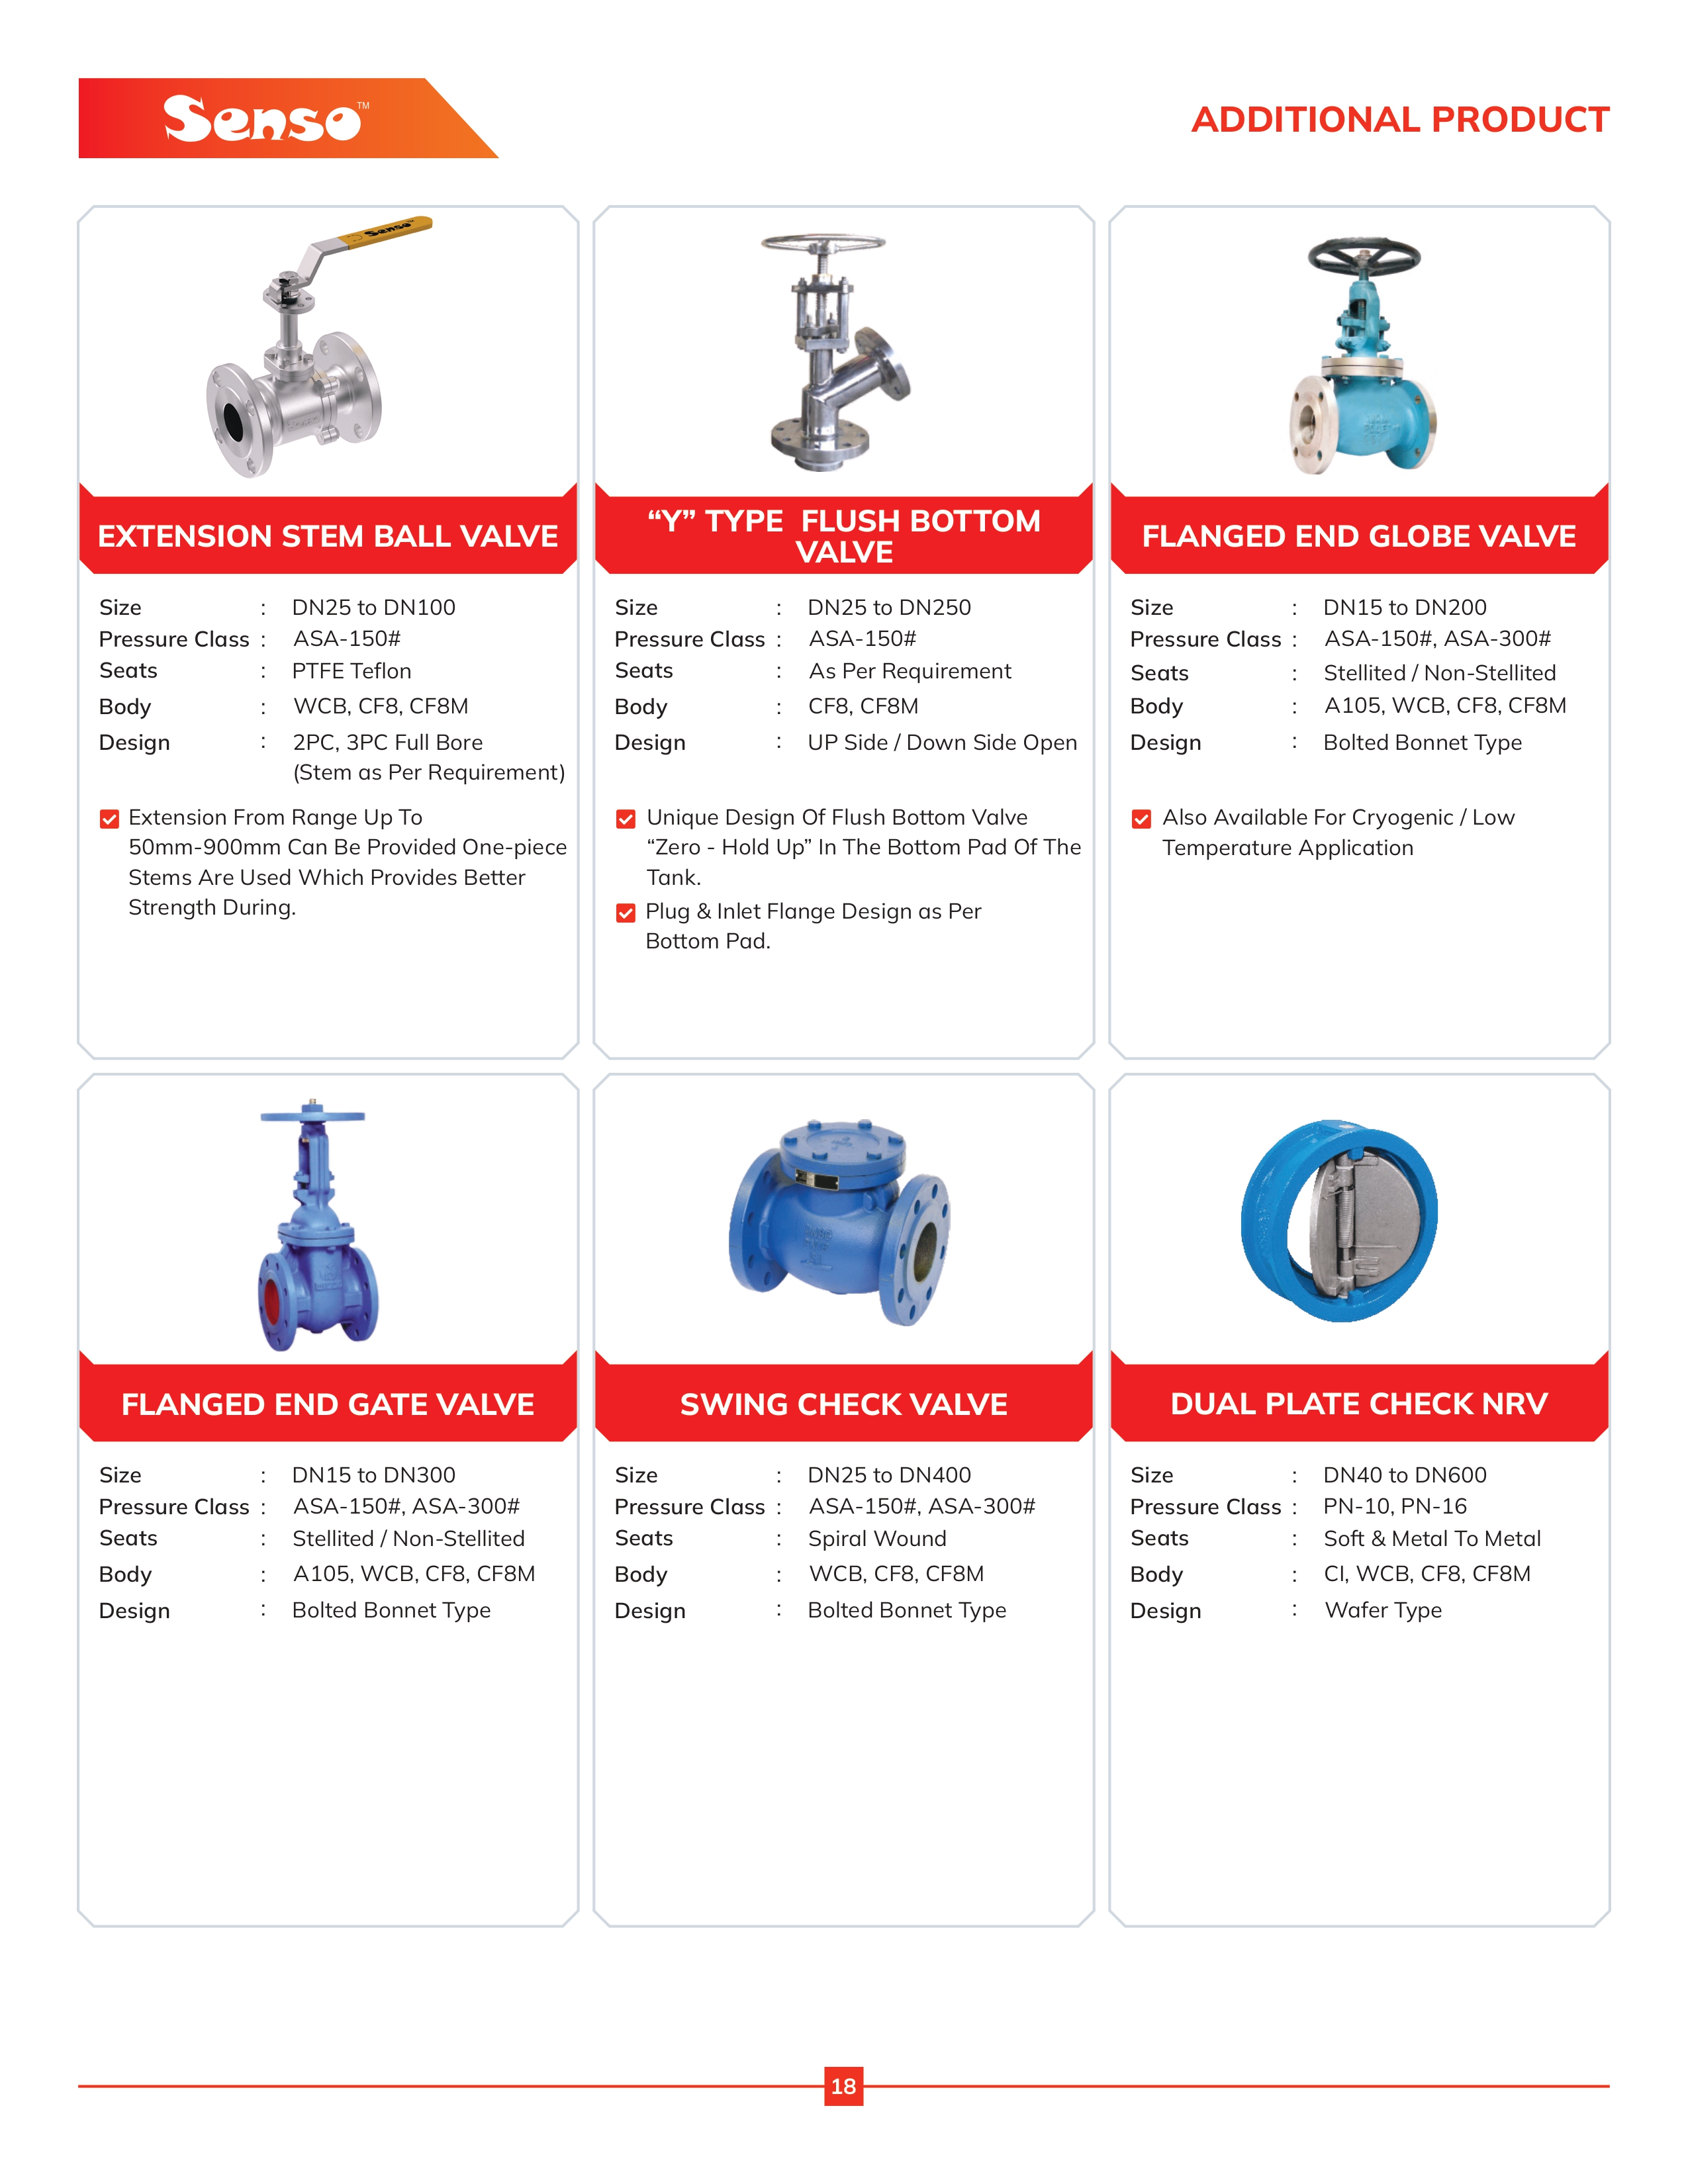 Senso™
ADDITIONAL PRODUCT
Senso
EXTENSION STEM BALL VALVE
Size : DN25 to DN100
Pressure Class : ASA-150#
Seats : PTFE Teflon
Body : WCB, CF8, CF8M
Design : 2PC, 3PC Full Bore
(Stem as Per Requirement)
Extension From Range Up To
50mm-900mm Can Be Provided One-piece
Stems Are Used Which Provides Better
Strength During.
“Y” TYPE  FLUSH BOTTOM
VALVE
Size : DN25 to DN250
Pressure Class : ASA-150#
Seats : As Per Requirement
Body : CF8, CF8M
Design : UP Side / Down Side Open
Unique Design Of Flush Bottom Valve
“Zero - Hold Up” In The Bottom Pad Of The
Tank.
Plug & Inlet Flange Design as Per
Bottom Pad.
FLANGED END GLOBE VALVE
Size : DN15 to DN200
Pressure Class : ASA-150#, ASA-300#
Seats : Stellited / Non-Stellited
Body : A105, WCB, CF8, CF8M
Design : Bolted Bonnet Type
Also Available For Cryogenic / Low
Temperature Application
FLANGED END GATE VALVE
Size : DN15 to DN300
Pressure Class : ASA-150#, ASA-300#
Seats : Stellited / Non-Stellited
Body : A105, WCB, CF8, CF8M
Design : Bolted Bonnet Type
SWING CHECK VALVE
Size : DN25 to DN400
Pressure Class : ASA-150#, ASA-300#
Seats : Spiral Wound
Body : WCB, CF8, CF8M
Design : Bolted Bonnet Type
DUAL PLATE CHECK NRV
Size : DN40 to DN600
Pressure Class : PN-10, PN-16
Seats : Soft & Metal To Metal
Body : CI, WCB, CF8, CF8M
Design : Wafer Type
18